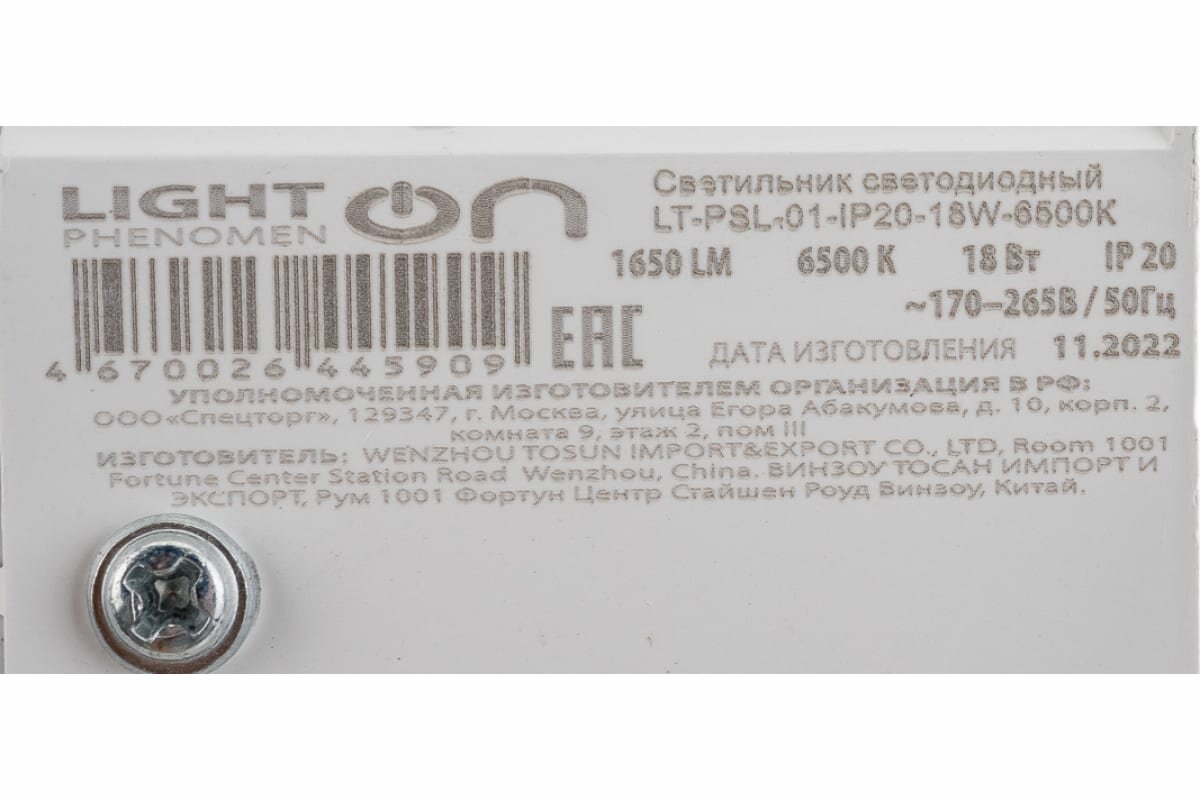 LIGHT ON
PHENOMEN
Светильник светодиодный
LT-PSL-01-IP20-18W-6500K
1650 LM 6500 K 18 Вт IP 20
~170–265В / 50Гц
EAC
ДАТА ИЗГОТОВЛЕНИЯ 11.2022
4 670026 445909
УПОЛНОМОЧЕННАЯ ИЗГОТОВИТЕЛЕМ ОРГАНИЗАЦИЯ В РФ:
ООО«Спецторг», 129347, г. Москва, улица Егора Абакумова, д. 10, корп. 2,
комната 9, этаж 2, пом III
ИЗГОТОВИТЕЛЬ: WENZHOU TOSUN IMPORT&EXPORT CO., LTD, Room 1001
Fortune Center Station Road Wenzhou, China. ВИНЗОУ ТОСАН ИМПОРТ И
ЭКСПОРТ, Рум 1001 Фортун Центр Стайшен Роуд Винзоу, Китай.